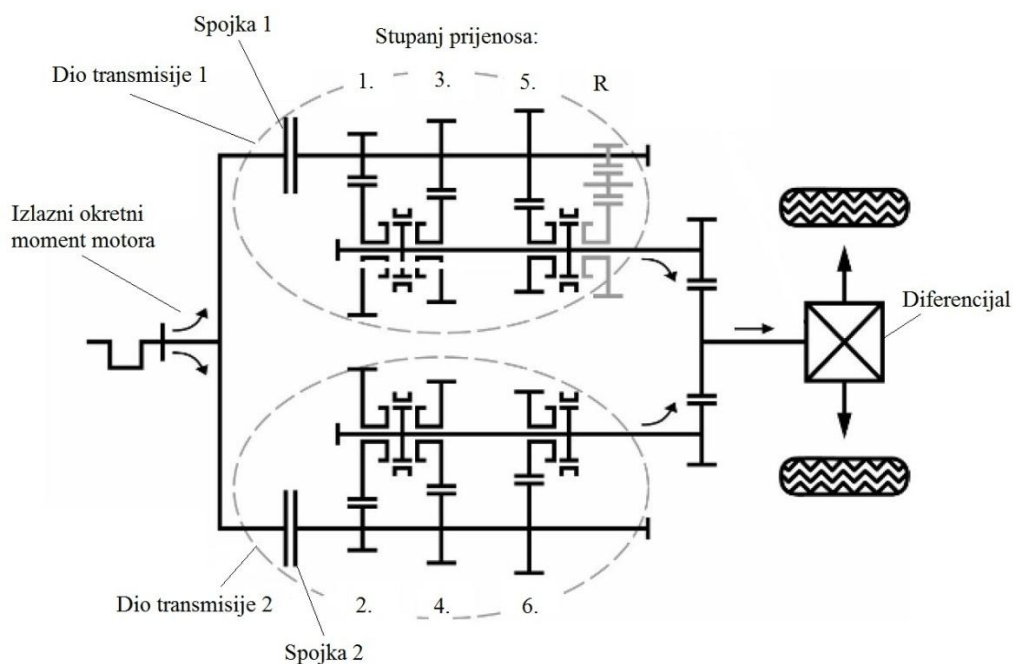 Spojka 1
Stupanj prijenosa:
Dio transmisije 1
1.
3.
5.
R
Izlazni okretni
moment motora
Diferencijal
Dio transmisije 2
2.
4.
6.
Spojka 2